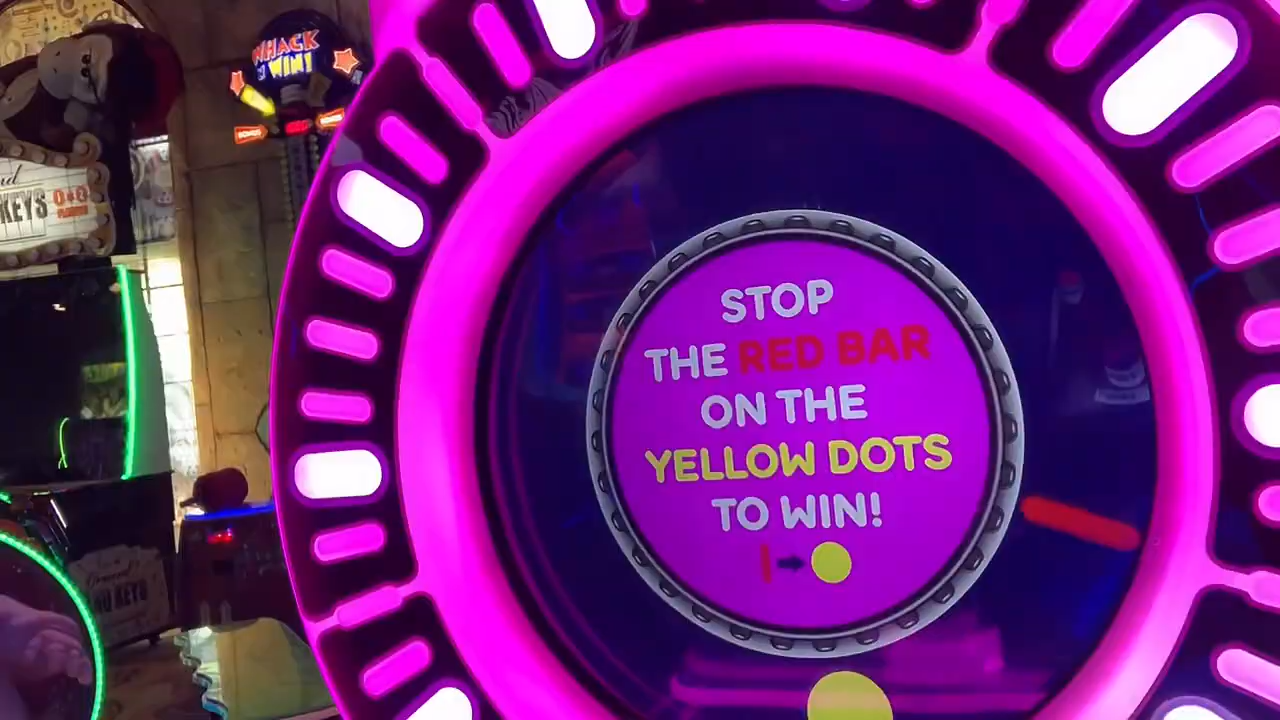 WHACK
N WIN!
KEYS
STOP
THE RED BAR
ON THE
YELLOW DOTS
TO WIN!